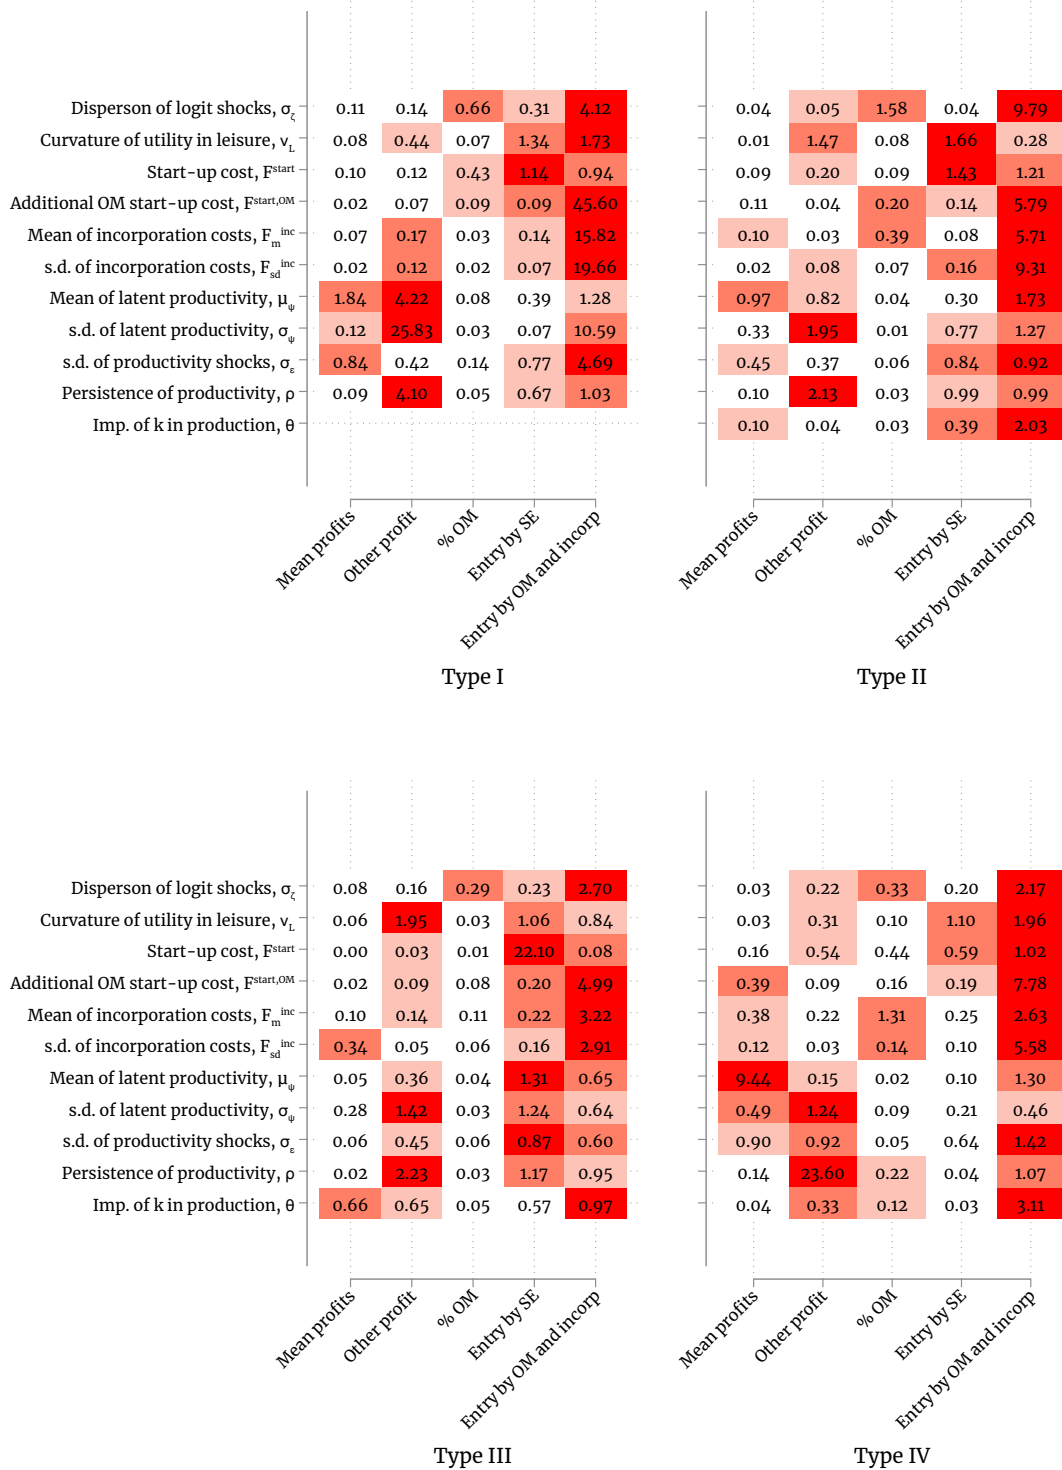 Disperson of logit shocks, σζ 0.11 0.14 0.66 0.31 4.12 0.04 0.05 1.58 0.04 9.79
Curvature of utility in leisure, νL 0.08 0.44 0.07 1.34 1.73 0.01 1.47 0.08 1.66 0.28
Start-up cost, Fstart 0.10 0.12 0.43 1.14 0.94 0.09 0.20 0.09 1.43 1.21
Additional OM start-up cost, Fstart,OM 0.02 0.07 0.09 0.09 45.60 0.11 0.04 0.20 0.14 5.79
Mean of incorporation costs, Fminc 0.07 0.17 0.03 0.14 15.82 0.10 0.03 0.39 0.08 5.71
s.d. of incorporation costs, Fsdinc 0.02 0.12 0.02 0.07 19.66 0.02 0.08 0.07 0.16 9.31
Mean of latent productivity, μψ 1.84 4.22 0.08 0.39 1.28 0.97 0.82 0.04 0.30 1.73
s.d. of latent productivity, σψ 0.12 25.83 0.03 0.07 10.59 0.33 1.95 0.01 0.77 1.27
s.d. of productivity shocks, σε 0.84 0.42 0.14 0.77 4.69 0.45 0.37 0.06 0.84 0.92
Persistence of productivity, ρ 0.09 4.10 0.05 0.67 1.03 0.10 2.13 0.03 0.99 0.99
Imp. of k in production, θ 0.10 0.04 0.03 0.39 2.03
Mean profits Other profit % OM Entry by SE Entry by OM and incorp Mean profits Other profit % OM Entry by SE Entry by OM and incorp
Type I Type II
Disperson of logit shocks, σζ 0.08 0.16 0.29 0.23 2.70 0.03 0.22 0.33 0.20 2.17
Curvature of utility in leisure, νL 0.06 1.95 0.03 1.06 0.84 0.03 0.31 0.10 1.10 1.96
Start-up cost, Fstart 0.00 0.03 0.01 22.10 0.08 0.16 0.54 0.44 0.59 1.02
Additional OM start-up cost, Fstart,OM 0.02 0.09 0.08 0.20 4.99 0.39 0.09 0.16 0.19 7.78
Mean of incorporation costs, Fminc 0.10 0.14 0.11 0.22 3.22 0.38 0.22 1.31 0.25 2.63
s.d. of incorporation costs, Fsdinc 0.34 0.05 0.06 0.16 2.91 0.12 0.03 0.14 0.10 5.58
Mean of latent productivity, μψ 0.05 0.36 0.04 1.31 0.65 9.44 0.15 0.02 0.10 1.30
s.d. of latent productivity, σψ 0.28 1.42 0.03 1.24 0.64 0.49 1.24 0.09 0.21 0.46
s.d. of productivity shocks, σε 0.06 0.45 0.06 0.87 0.60 0.90 0.92 0.05 0.64 1.42
Persistence of productivity, ρ 0.02 2.23 0.03 1.17 0.95 0.14 23.60 0.22 0.04 1.07
Imp. of k in production, θ 0.66 0.65 0.05 0.57 0.97 0.04 0.33 0.12 0.03 3.11
Mean profits Other profit % OM Entry by SE Entry by OM and incorp Mean profits Other profit % OM Entry by SE Entry by OM and incorp
Type III Type IV